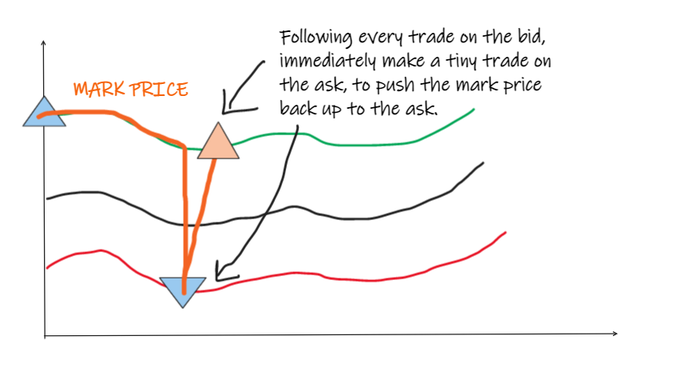 Following every trade on the bid,
immediately make a tiny trade on
the ask, to push the mark price
back up to the ask.
MARK PRICE